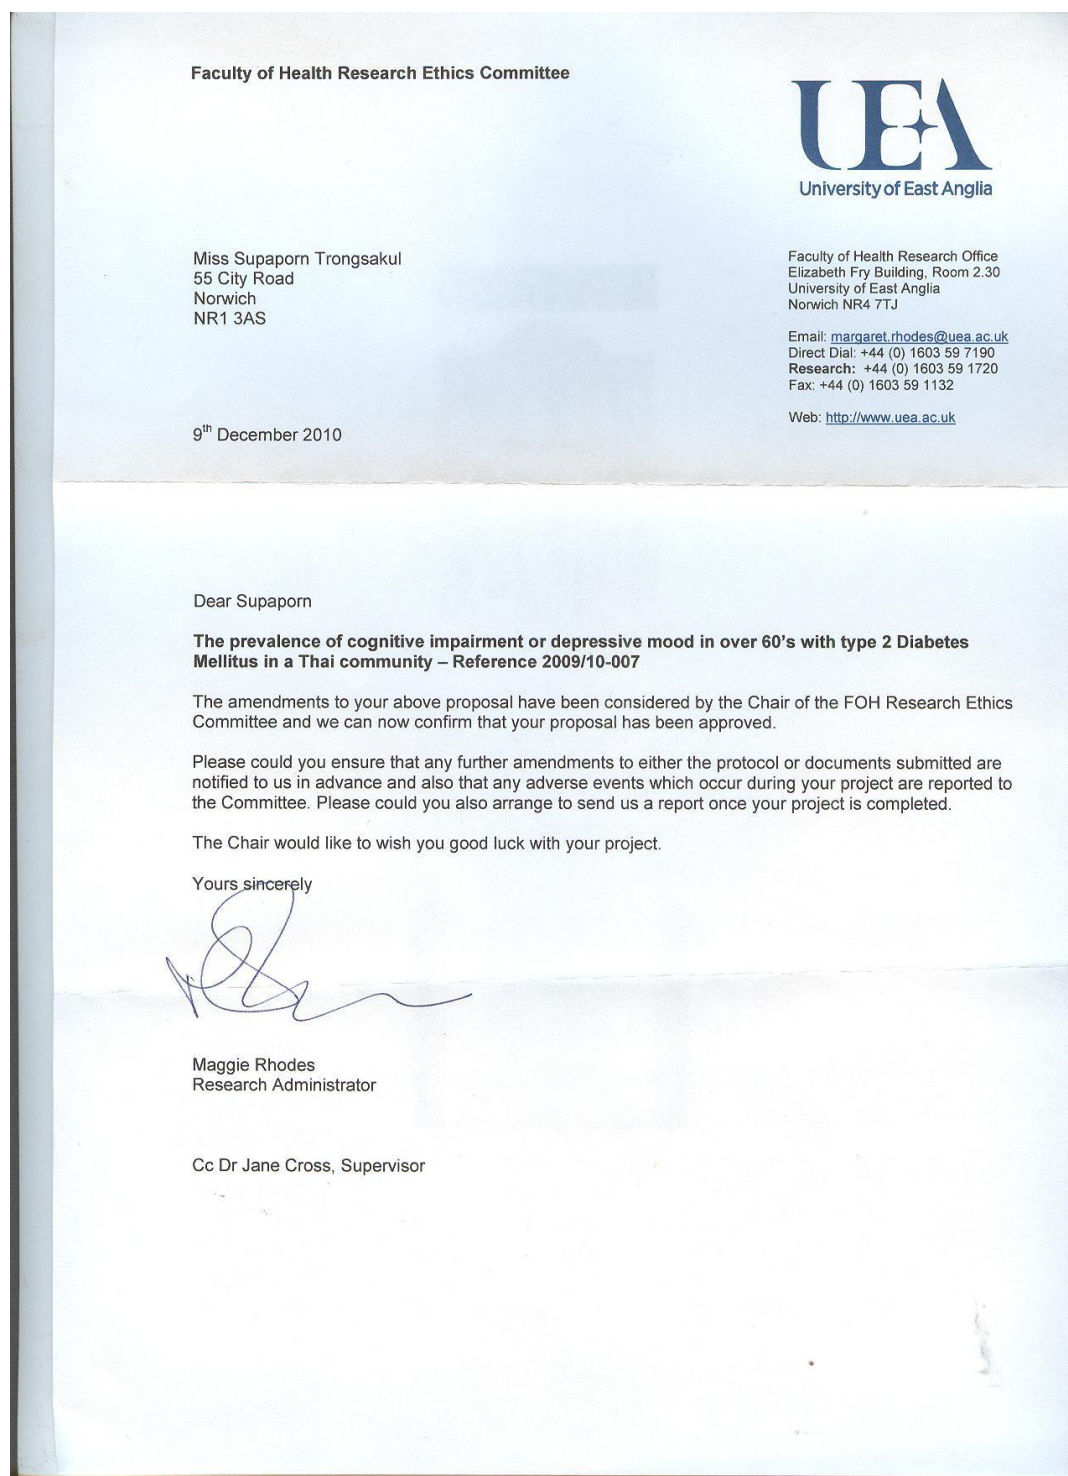 Faculty of Health Research Ethics Committee
UEA
University of East Anglia
Miss Supaporn Trongsakul
55 City Road
Norwich
NR1 3AS
9th December 2010
Faculty of Health Research Office
Elizabeth Fry Building, Room 2.30
University of East Anglia
Norwich NR4 7TJ
Email: margaret.rhodes@uea.ac.uk
Direct Dial: +44 (0) 1603 59 7190
Research: +44 (0) 1603 59 1720
Fax: +44 (0) 1603 59 1132
Web: http://www.uea.ac.uk
Dear Supaporn
The prevalence of cognitive impairment or depressive mood in over 60's with type 2 Diabetes
Mellitus in a Thai community – Reference 2009/10-007
The amendments to your above proposal have been considered by the Chair of the FOH Research Ethics
Committee and we can now confirm that your proposal has been approved.
Please could you ensure that any further amendments to either the protocol or documents submitted are
notified to us in advance and also that any adverse events which occur during your project are reported to
the Committee. Please could you also arrange to send us a report once your project is completed.
The Chair would like to wish you good luck with your project.
Yours sincerely
Maggie Rhodes
Research Administrator
Cc Dr Jane Cross, Supervisor